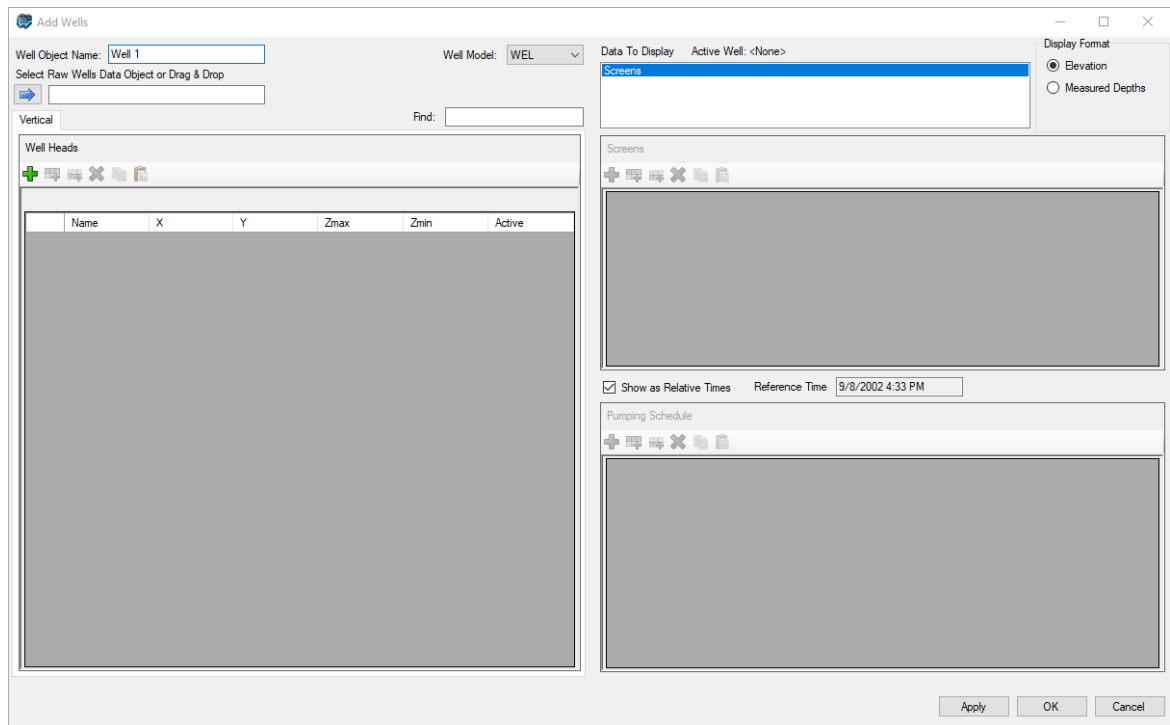 Add Wells
Well Object Name: Well 1
Well Model: WEL
Select Raw Wells Data Object or Drag & Drop
Vertical
Find:
Well Heads
Name X Y Zmax Zmin Active
Data To Display Active Well: <None>
Screens
Display Format
Elevation
Measured Depths
Screens
Show as Relative Times Reference Time 9/8/2002 4:33 PM
Pumping Schedule
Apply OK Cancel